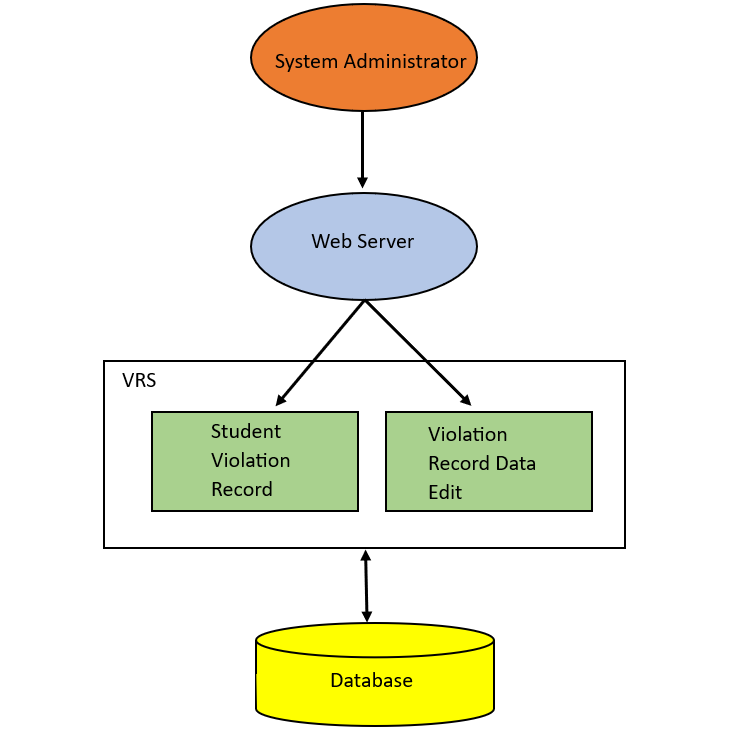 System Administrator
Web Server
VRS
Student
Violation
Record
Violation
Record Data
Edit
Database